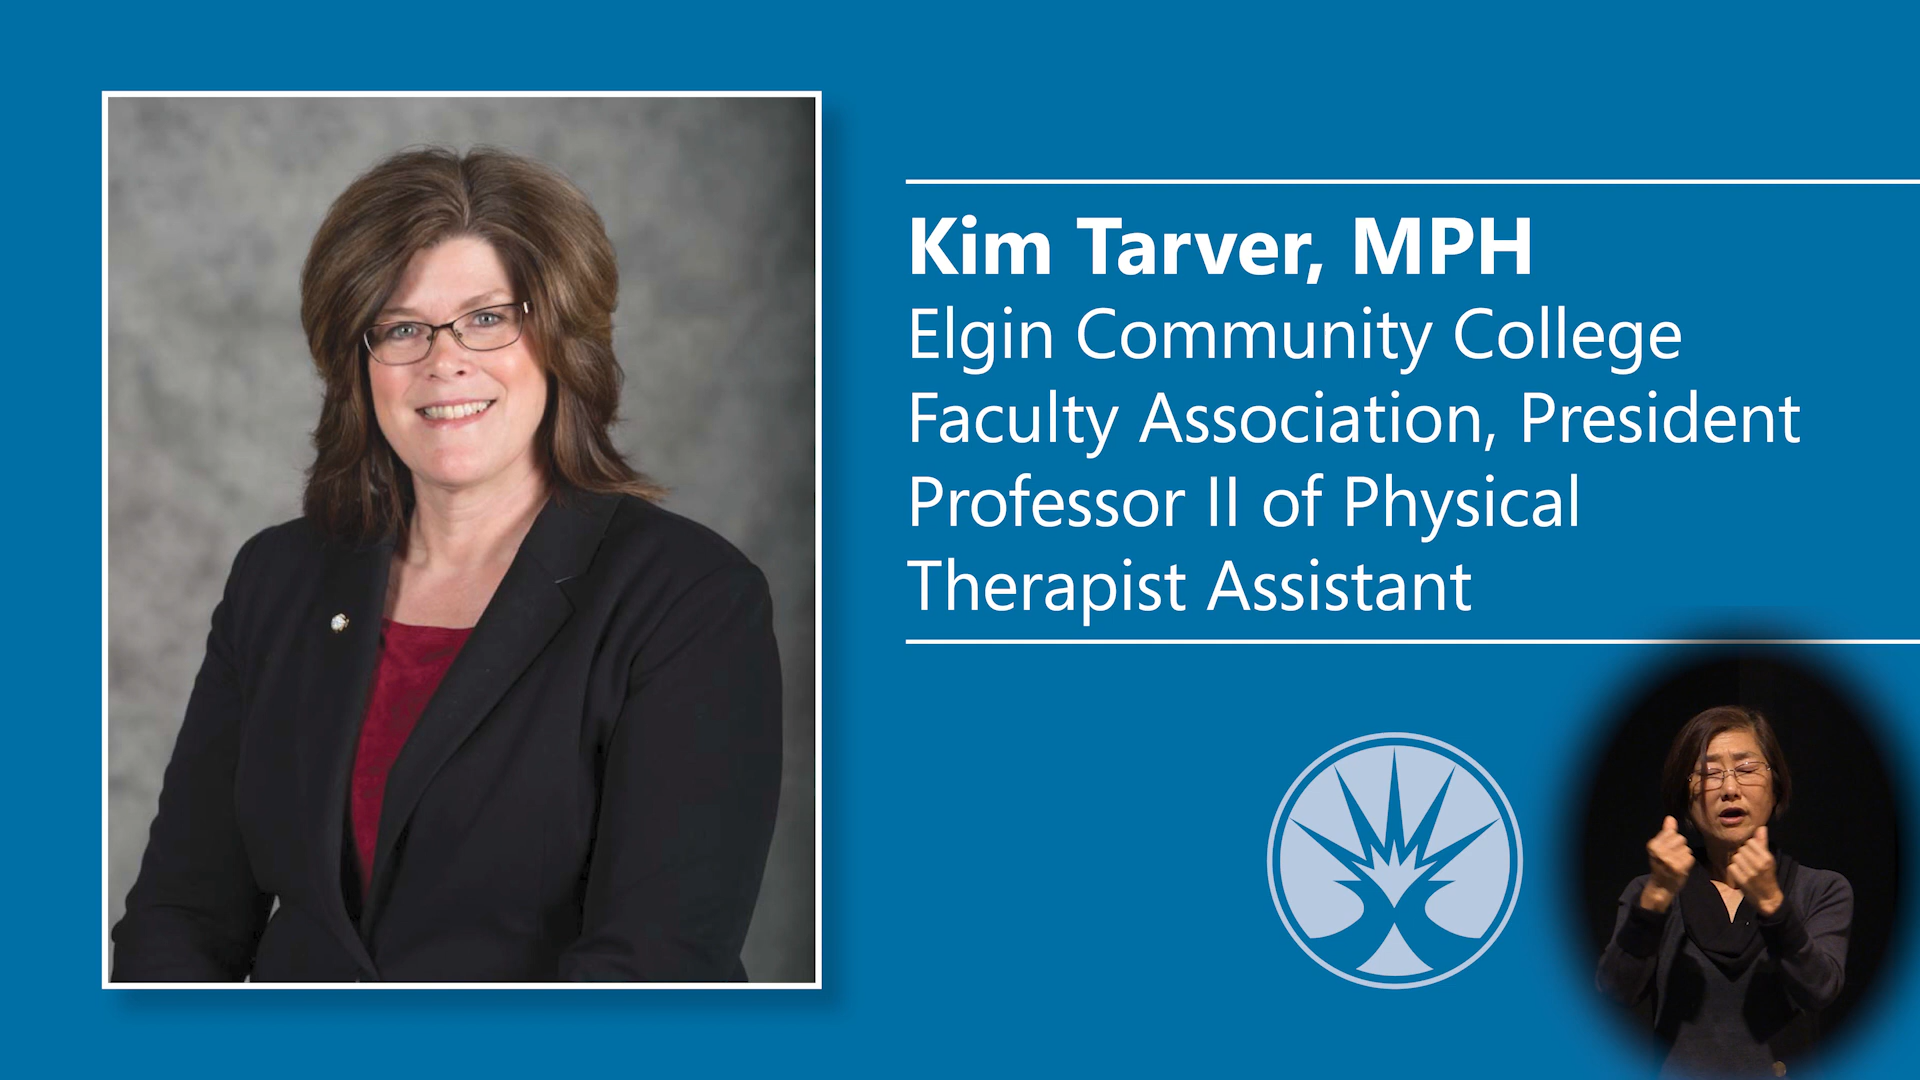 Kim Tarver, MPH
Elgin Community College
Faculty Association, President
Professor II of Physical
Therapist Assistant